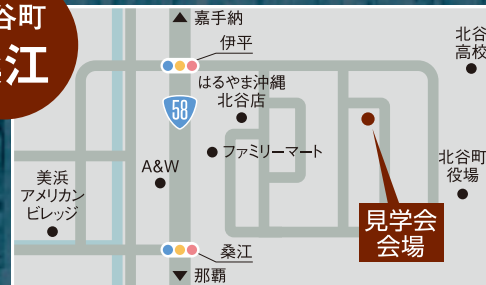 谷町
江
▲ 嘉手納
伊平
北谷
高校
はるやま沖縄
北谷店
58
ファミリーマート
A&W
北谷町
役場
美浜
アメリカン
ビレッジ
見学会
会場
桑江
▼ 那覇